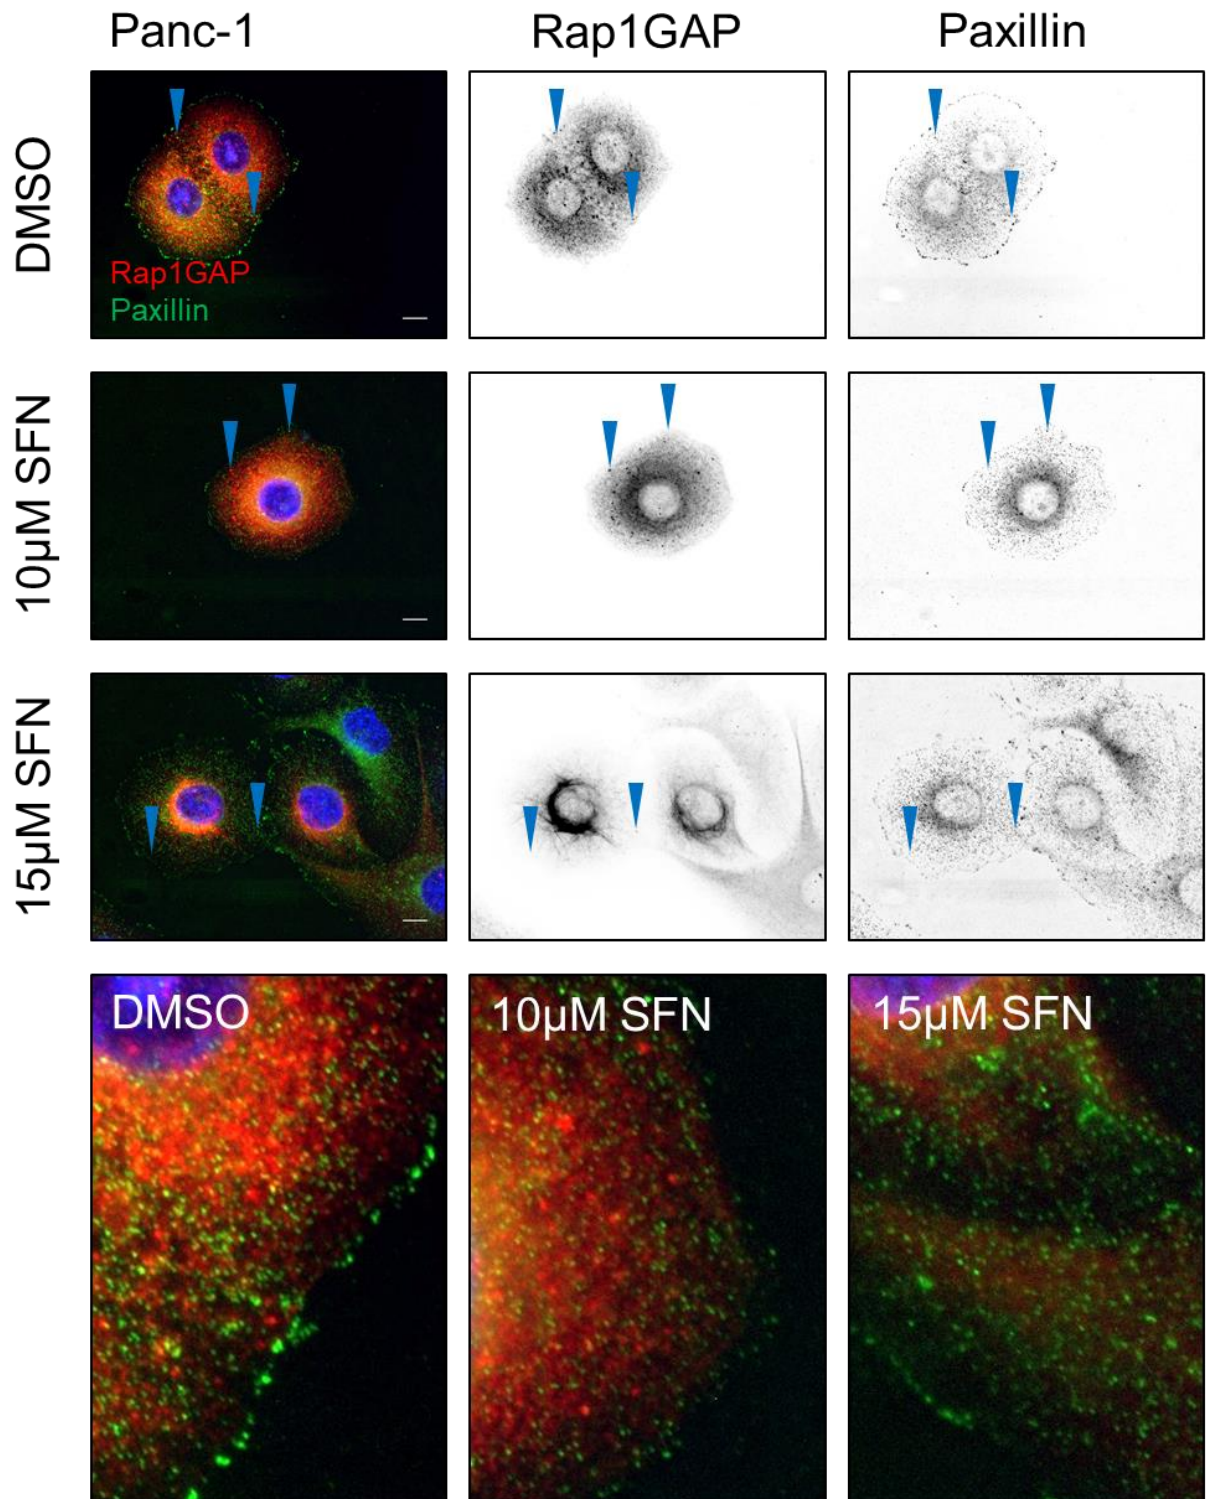 Panc-1 Rap1GAP Paxillin
DMSO
Rap1GAP
Paxillin
10µM SFN
15µM SFN
DMSO 10µM SFN 15µM SFN